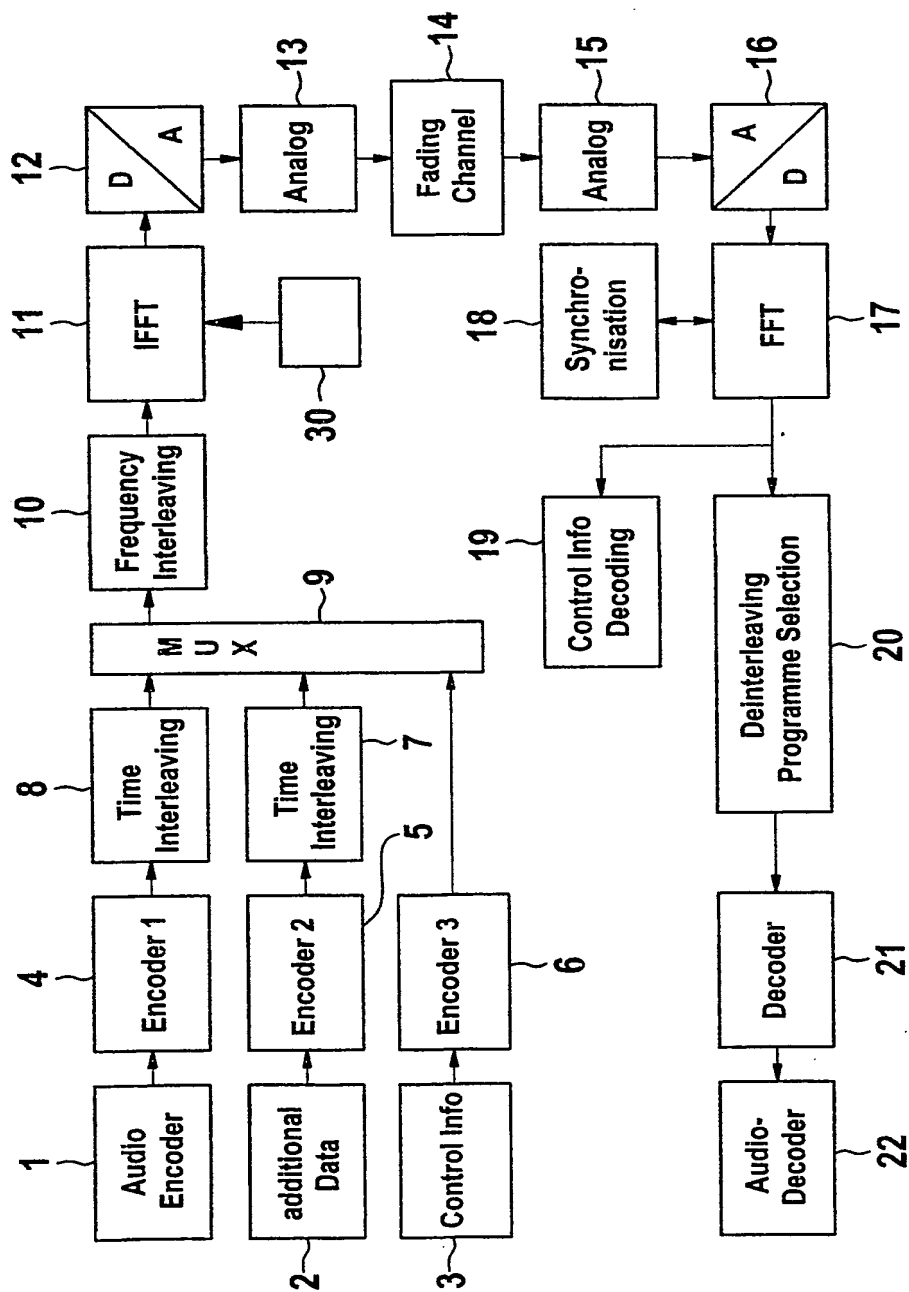 1
Audio
Encoder
4
Encoder 1
8
Time
Interleaving
2
additional
Data
5
Encoder 2
7
Time
Interleaving
3
Control Info
6
Encoder 3
9
M
U
X
10
Frequency
Interleaving
11
IFFT
30
12
D
A
13
Analog
14
Fading
Channel
15
Analog
16
A
D
17
FFT
18
Synchro-
nisation
19
Control Info
Decoding
20
Deinterleaving
Programme Selection
21
Decoder
22
Audio-
Decoder